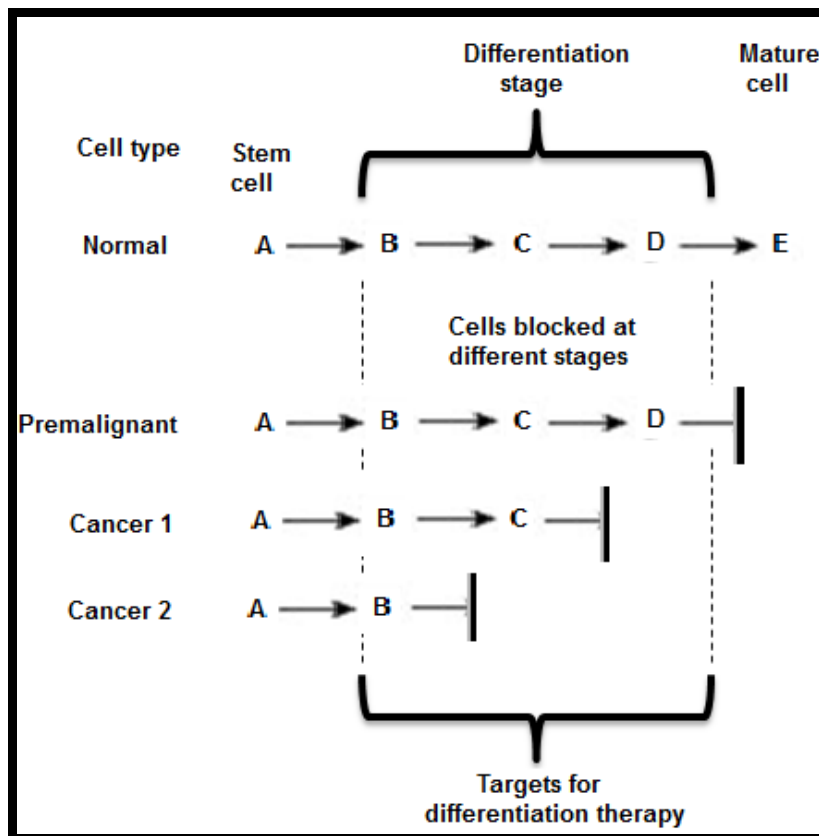 Differentiation
stage
Mature
cell
Cell type
Stem
cell
Normal A B C D E
Cells blocked at
different stages
Premalignant A B C D
Cancer 1 A B C
Cancer 2 A B
Targets for
differentiation therapy